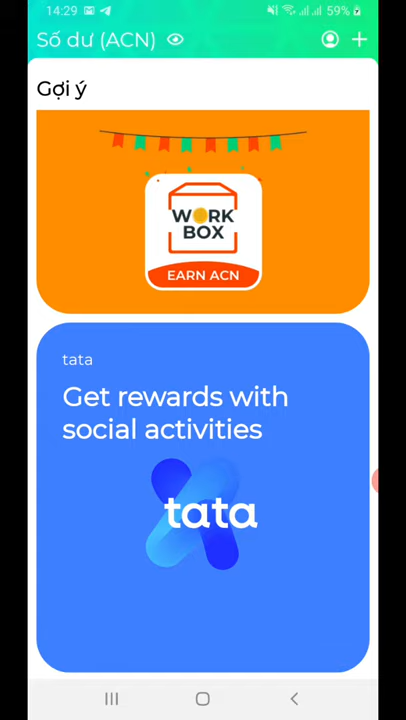 14:29
59%
Số dư (ACN)
Gợi ý
WORK
BOX
EARN ACN
tata
Get rewards with
social activities
tata